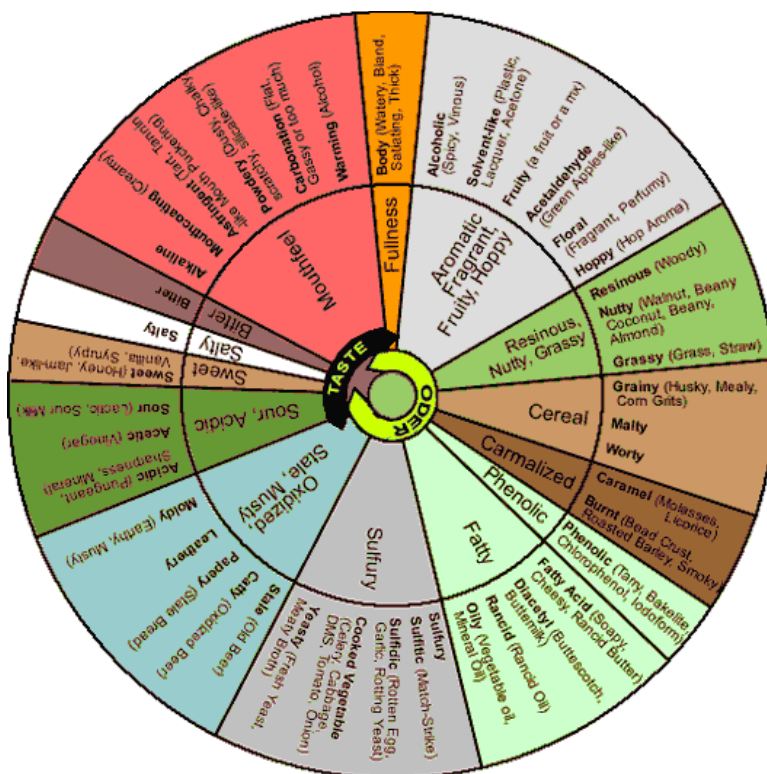 TASTE
ODER
Fullness
Body (Watery, Bland,
Satiating, Thick)
Aromatic
Fragrant,
Fruity, Hoppy
Alcoholic
(Spicy, Vinous)
Solvent-like (Plastic,
Lacquer, Acetone)
Fruity (a fruit or a mx)
Acetaldehyde
(Green Apples-like)
Floral
(Fragrant, Parfumy)
Hoppy (Hop Aroma)
Resinous,
Nutty, Grassy
Resinous (Woody)
Nutty (Walnut, Beany
Coconut, Beany,
Almond)
Grassy (Grass, Straw)
Cereal
Grainy (Husky, Mealy,
Corn Grits)
Malty
Worty
Carmalized
Caramel (Molasses,
Licorice)
Burnt (Bead Crust,
Roasted Barley, Smoky)
Phenolic
Phenolic (Tarry, Bakelite,
Chlorophenol, Iodoform)
Fatty
Fatty Acid (Soapy,
Cheesy, Rancid Butter)
Diacetyl (Butterscotch,
Buttermilk)
Rancid (Rancid Oil)
Oily (Vegetable oil,
Mineral Oil)
Sulfury
Sulfury
Sulfitic (Match-Strike)
Sulfidic (Rotten Egg,
Garlic, Rotting Yeast)
Cooked Vegetable
(Celery, Cabbage,
DMS, Tomato, Onion)
Yeasty (Fresh Yeast,
Meaty Broth)
Oxidized
Stale, Musty
Stale (Old Beer)
Catty (Oxidized Beer)
Papery (Stale Bread)
Leathery
Moldy (Earthy, Musty)
Sour, Acidic
Acidic (Pungeant,
Sharpness, Mineral)
Acetic (Vinegar)
Sour (Lactic, Sour Milk)
Sweet
Sweet (Honey, Jam-like,
Vanilla, Syrupy)
Salty
Salty
Bitter
Bitter
Mouthfeel
Alkaline
Mouthcoating (Creamy)
Astringent (Tart, Tannin
-like Mouth Puckering)
Powdery (Dusty, Chalky
scratchy, silicate-like)
Carbonation (Flat,
Gassy or too much)
Warming (Alcohol)